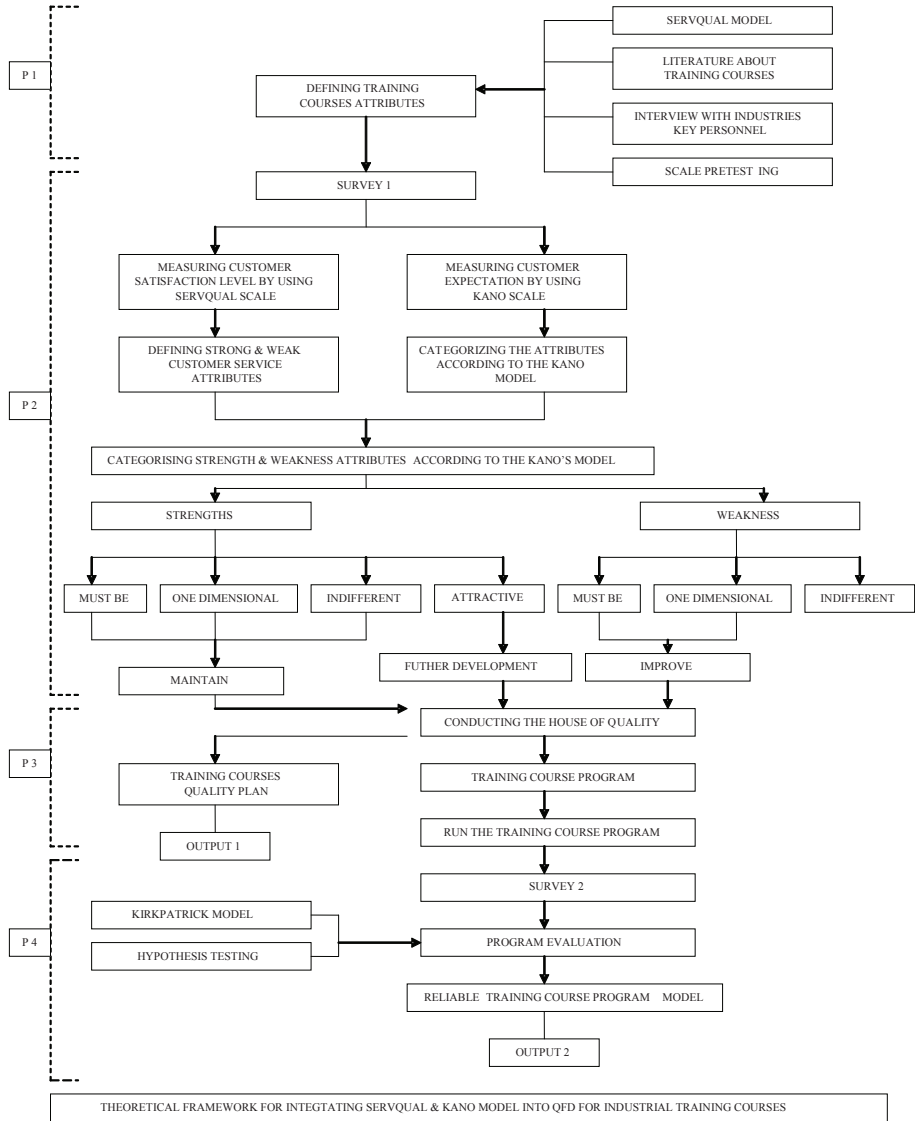 SERVQUAL MODEL
P 1
LITERATURE ABOUT
TRAINING COURSES
DEFINING TRAINING
COURSES ATTRIBUTES
INTERVIEW WITH INDUSTRIES
KEY PERSONNEL
SCALE PRETEST ING
SURVEY 1
MEASURING CUSTOMER
SATISFACTION LEVEL BY USING
SERVQUAL SCALE
MEASURING CUSTOMER
EXPECTATION BY USING
KANO SCALE
DEFINING STRONG & WEAK
CUSTOMER SERVICE
ATTRIBUTES
CATEGORIZING THE ATTRIBUTES
ACCORDING TO THE KANO
MODEL
P 2
CATEGORISING STRENGTH & WEAKNESS ATTRIBUTES ACCORDING TO THE KANO'S MODEL
STRENGTHS
WEAKNESS
MUST BE
ONE DIMENSIONAL
INDIFFERENT
ATTRACTIVE
MUST BE
ONE DIMENSIONAL
INDIFFERENT
MAINTAIN
FUTHER DEVELOPMENT
IMPROVE
CONDUCTING THE HOUSE OF QUALITY
P 3
TRAINING COURSES
QUALITY PLAN
TRAINING COURSE PROGRAM
RUN THE TRAINING COURSE PROGRAM
OUTPUT 1
SURVEY 2
KIRKPATRICK MODEL
P 4
PROGRAM EVALUATION
HYPOTHESIS TESTING
RELIABLE TRAINING COURSE PROGRAM MODEL
OUTPUT 2
THEORETICAL FRAMEWORK FOR INTEGTATING SERVQUAL & KANO MODEL INTO QFD FOR INDUSTRIAL TRAINING COURSES